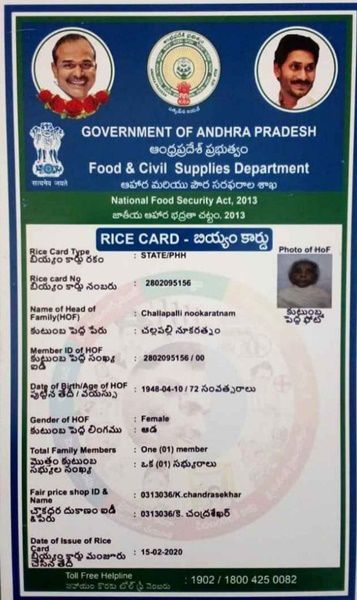 GOVERNMENT OF ANDHRA PRADESH
ఆంధ్రప్రదేశ్ ప్రభుత్వం
Food & Civil Supplies Department
ఆహార మరియు పౌర సరఫరాల శాఖ
सत्यमेव जयते
National Food Security Act, 2013
జాతీయ ఆహార భద్రతా చట్టం, 2013
RICE CARD - బియ్యం కార్డు
Photo of HoF
కుటుంబ
పెద్ద ఫోటో
Rice Card Type : STATE/PHH
బియ్యం కార్డు రకం
Rice card No : 2802095156
బియ్యం కార్డు నంబరు
Name of Head of : Challapalli nookaratnam
Family(HOF)
కుటుంబ పెద్ద పేరు : చల్లపల్లి నూకరత్నం
Member ID of HOF
కుటుంబ పెద్ద సంఖ్య : 2802095156 / 00
ఐడీ
Date of Birth/Age of HOF : 1948-04-10 / 72 సంవత్సరాలు
పుట్టిన తేదీ / వయస్సు
Gender of HOF : Female
కుటుంబ పెద్ద లింగము : ఆడ
Total Family Members : One (01) member
మొత్తం కుటుంబ : ఒక (01) సభ్యురాలు
సభ్యుల సంఖ్య
Fair price shop ID & : 0313036/K.chandrasekhar
Name
చౌకధర దుకాణం ఐడీ : 0313036/కె. చంద్రశేఖర్
&పేరు
Date of Issue of Rice : 15-02-2020
Card
బియ్యం కార్డు మంజూరు
చేసిన తేదీ
Toll Free Helpline : 1902 / 1800 425 0082
సహాయం కొరకు టోల్ ఫ్రీ నెంబరు